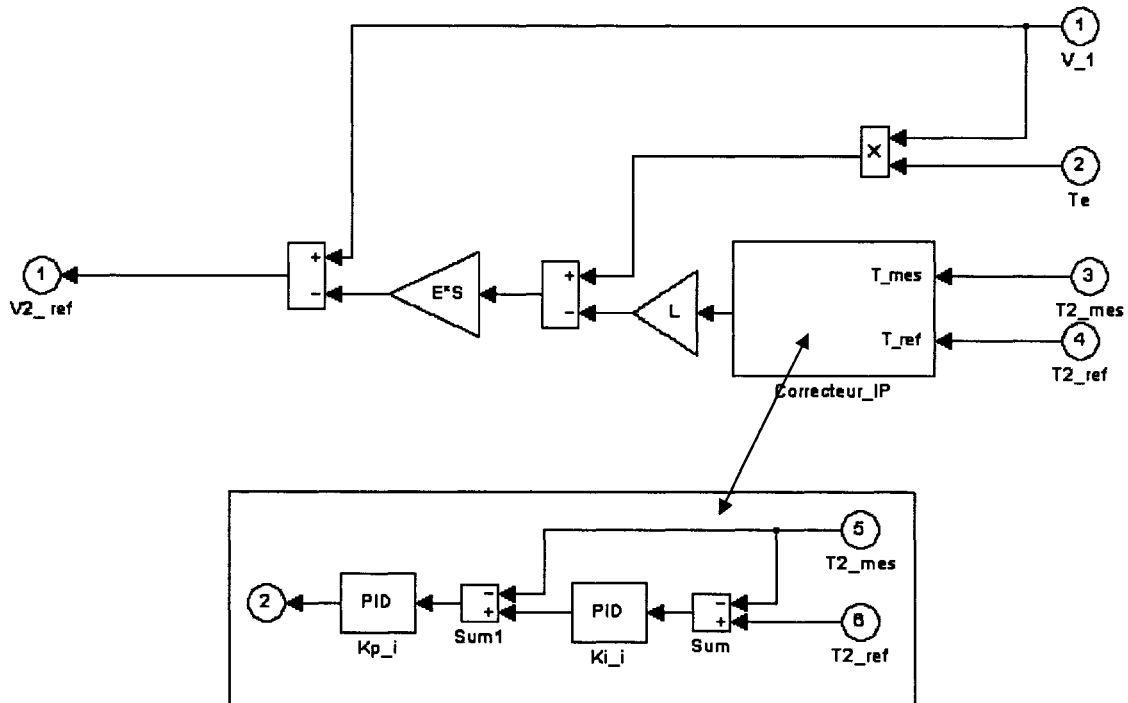 1
V_1
X
2
Te
+
−
1
V2_ref
E*S
+
−
L
T_mes
T_ref
3
T2_mes
4
T2_ref
Correcteur_IP
5
T2_mes
2
PID
Kp_i
−
+
Sum1
PID
Ki_i
−
+
Sum
6
T2_ref